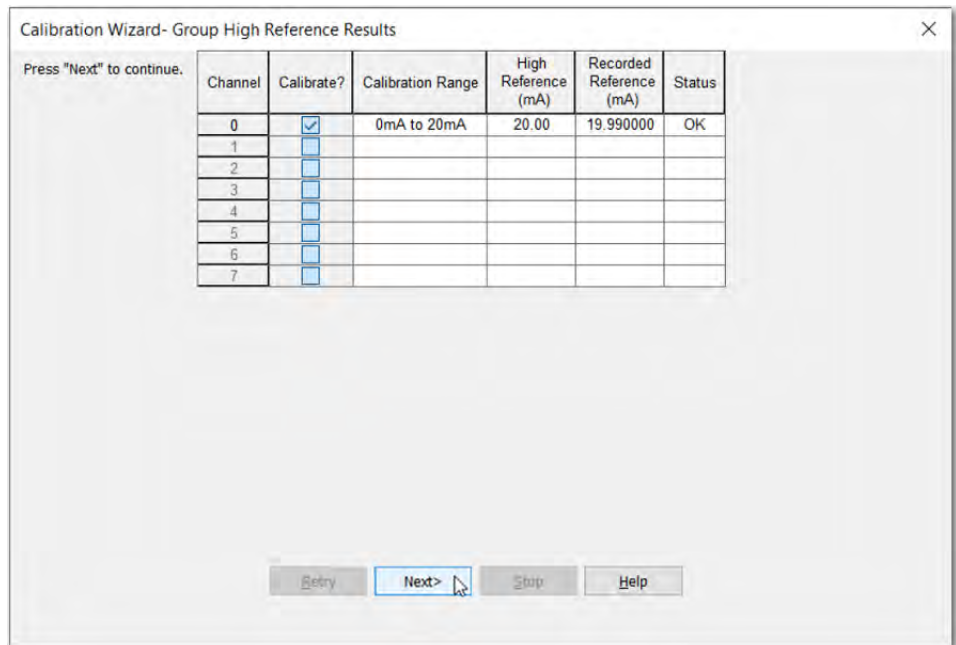 Calibration Wizard- Group High Reference Results
Press "Next" to continue.
Channel Calibrate? Calibration Range High Reference (mA) Recorded Reference (mA) Status
0 0mA to 20mA 20.00 19.990000 OK
1
2
3
4
5
6
7
Retry Next> Stop Help